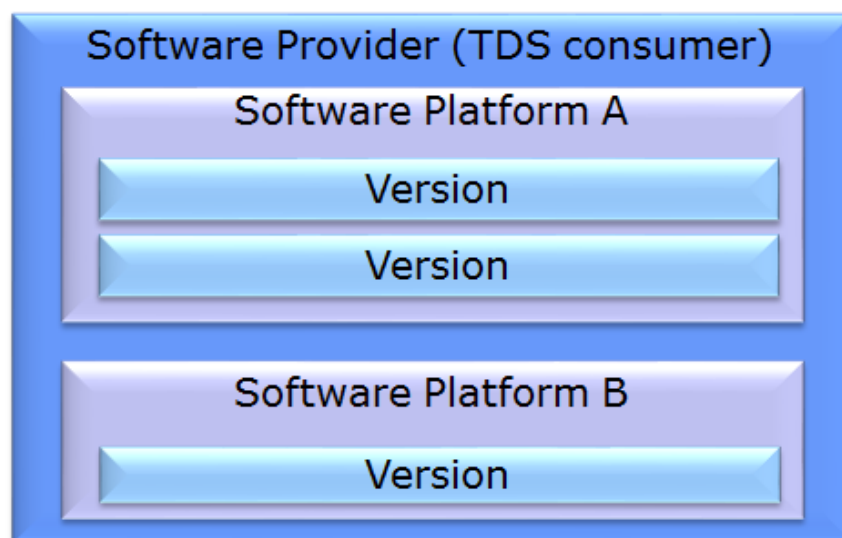 Software Provider (TDS consumer)
Software Platform A
Version
Version
Software Platform B
Version